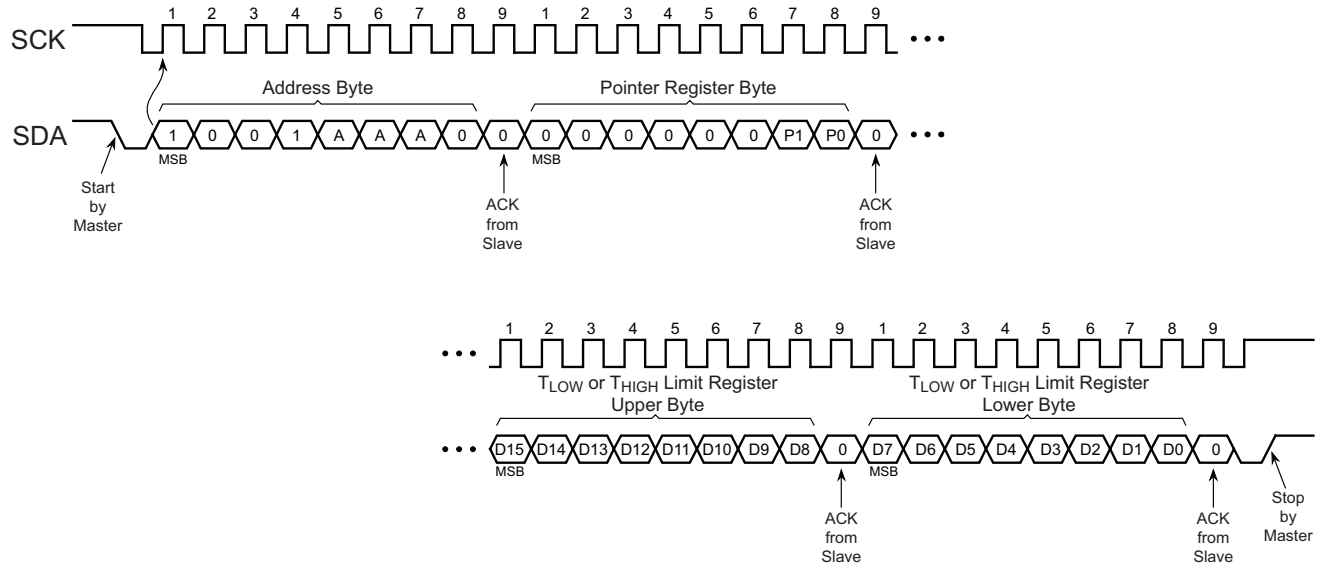 1 2 3 4 5 6 7 8 9 1 2 3 4 5 6 7 8 9
SCK
Address Byte Pointer Register Byte
SDA 1 0 0 1 A A A 0 0 0 0 0 0 0 0 P1 P0 0
MSB MSB
Start
by
Master
ACK
from
Slave
ACK
from
Slave
1 2 3 4 5 6 7 8 9 1 2 3 4 5 6 7 8 9
TLOW or THIGH Limit Register
Upper Byte
TLOW or THIGH Limit Register
Lower Byte
D15 D14 D13 D12 D11 D10 D9 D8 0 D7 D6 D5 D4 D3 D2 D1 D0 0
MSB MSB
ACK
from
Slave
ACK
from
Slave
Stop
by
Master